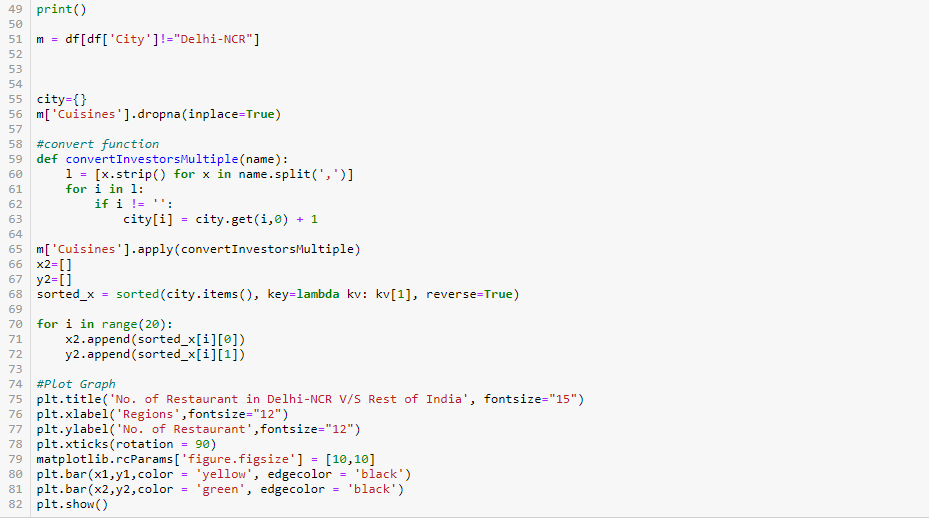 49 print()
50
51 m = df[df['City']!="Delhi-NCR"]
52
53
54
55 city={}
56 m['Cuisines'].dropna(inplace=True)
57
58 #convert function
59 def convertInvestorsMultiple(name):
60     l = [x.strip() for x in name.split(',')]
61     for i in l:
62         if i != '':
63             city[i] = city.get(i,0) + 1
64
65 m['Cuisines'].apply(convertInvestorsMultiple)
66 x2=[]
67 y2=[]
68 sorted_x = sorted(city.items(), key=lambda kv: kv[1], reverse=True)
69
70 for i in range(20):
71     x2.append(sorted_x[i][0])
72     y2.append(sorted_x[i][1])
73
74 #Plot Graph
75 plt.title('No. of Restaurant in Delhi-NCR V/S Rest of India', fontsize="15")
76 plt.xlabel('Regions',fontsize="12")
77 plt.ylabel('No. of Restaurant',fontsize="12")
78 plt.xticks(rotation = 90)
79 matplotlib.rcParams['figure.figsize'] = [10,10]
80 plt.bar(x1,y1,color = 'yellow', edgecolor = 'black')
81 plt.bar(x2,y2,color = 'green', edgecolor = 'black')
82 plt.show()